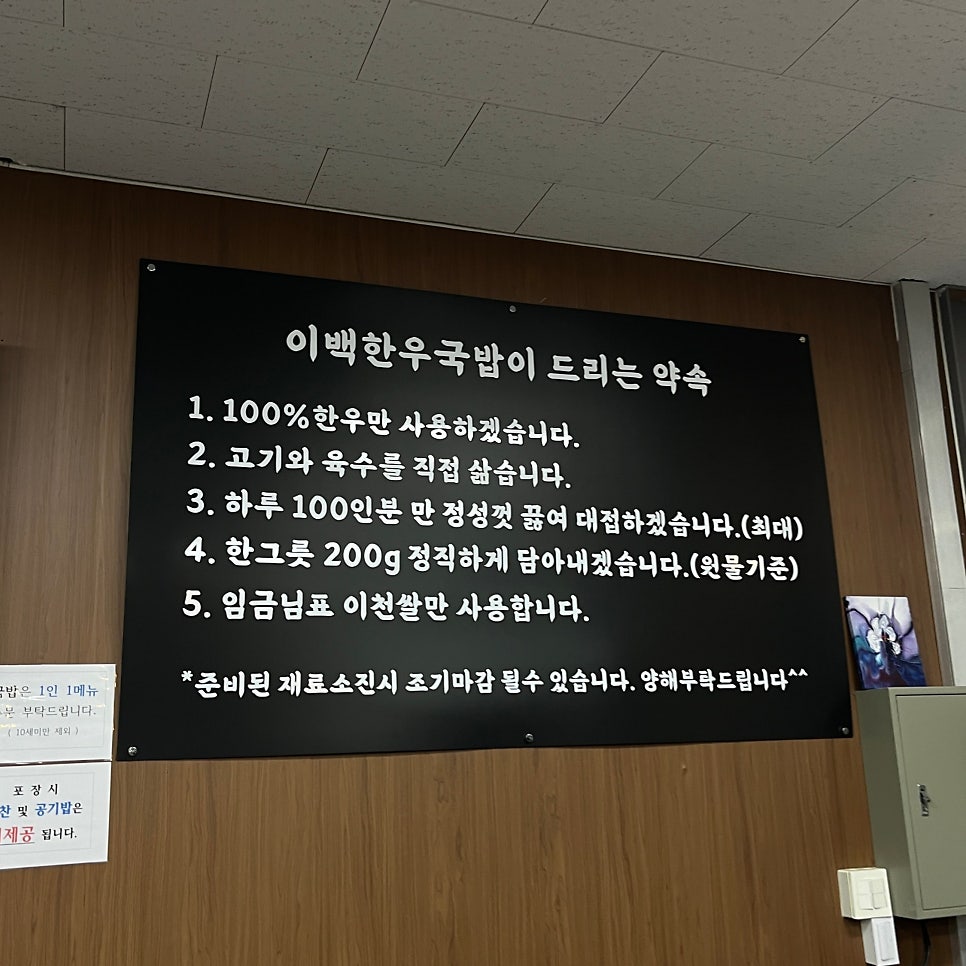 이백한우국밥이 드리는 약속
1. 100%한우만 사용하겠습니다.
2. 고기와 육수를 직접 삶습니다.
3. 하루 100인분 만 정성껏 끓여 대접하겠습니다.(최대)
4. 한그릇 200g 정직하게 담아내겠습니다.(원물기준)
5. 임금님표 이천쌀만 사용합니다.
*준비된 재료소진시 조기마감 될수 있습니다. 양해부탁드립니다^^
국밥은 1인 1메뉴
부탁드립니다.
( 10세미만 제외 )
포 장 시
찬 및 공기밥은
제공 됩니다.